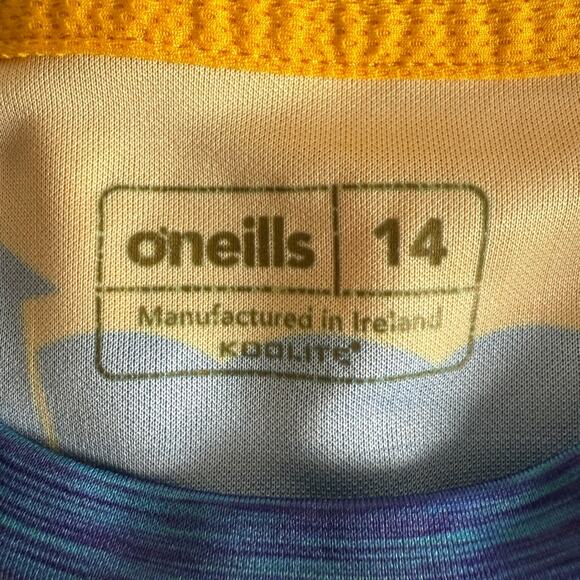 o'neills 14
Manufactured in Ireland
KOOLITE®